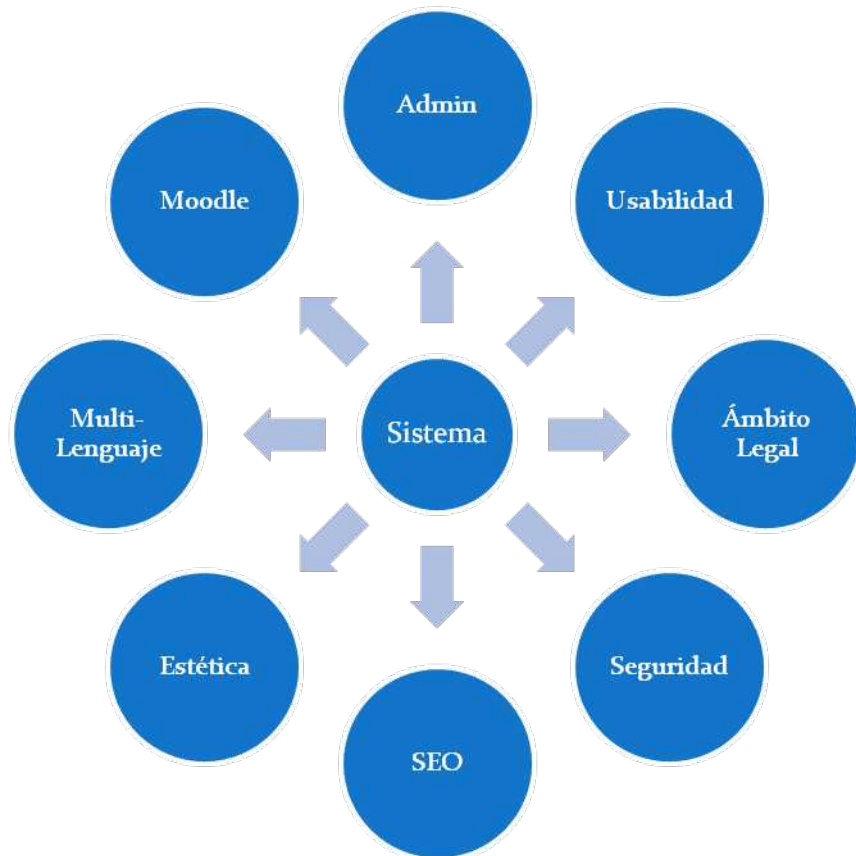 Admin
Moodle
Usabilidad
Multi-
Lenguaje
Sistema
Ámbito
Legal
Estética
Seguridad
SEO